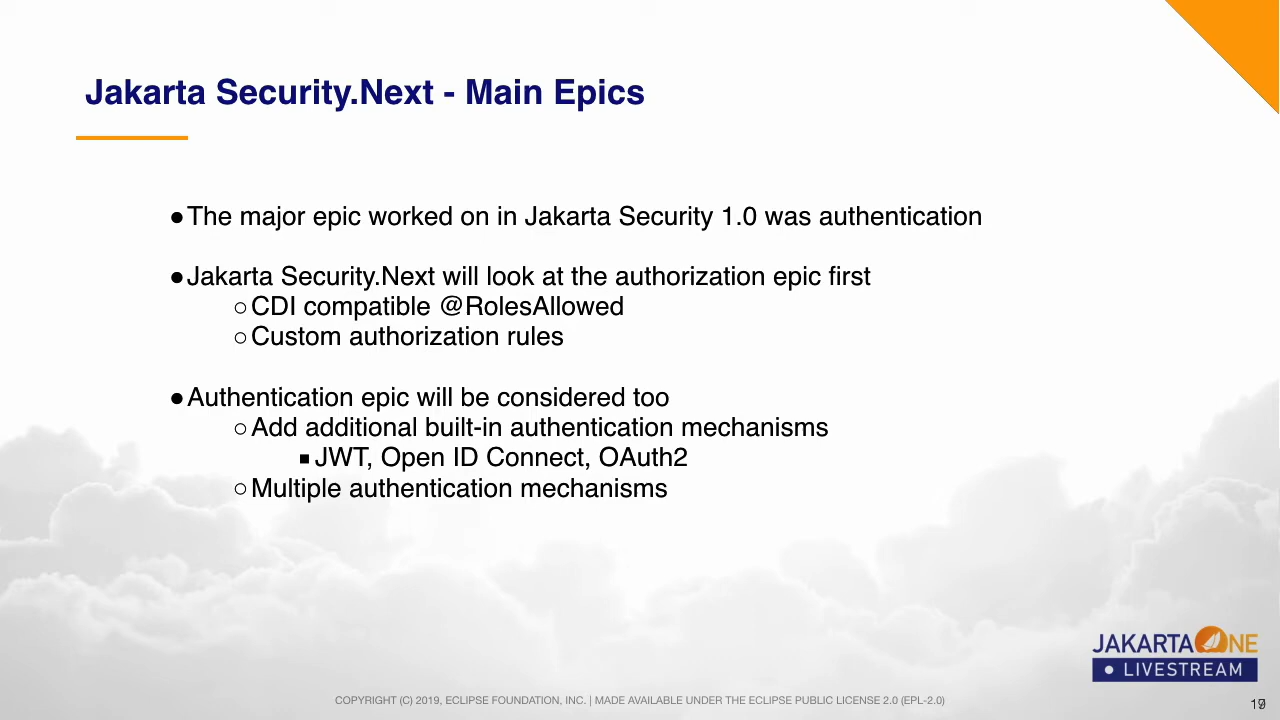 Jakarta Security.Next - Main Epics
●The major epic worked on in Jakarta Security 1.0 was authentication
●Jakarta Security.Next will look at the authorization epic first
○CDI compatible @RolesAllowed
○Custom authorization rules
●Authentication epic will be considered too
○Add additional built-in authentication mechanisms
■JWT, Open ID Connect, OAuth2
○Multiple authentication mechanisms
JAKARTA ONE
LIVESTREAM
COPYRIGHT (C) 2019, ECLIPSE FOUNDATION, INC. | MADE AVAILABLE UNDER THE ECLIPSE PUBLIC LICENSE 2.0 (EPL-2.0)